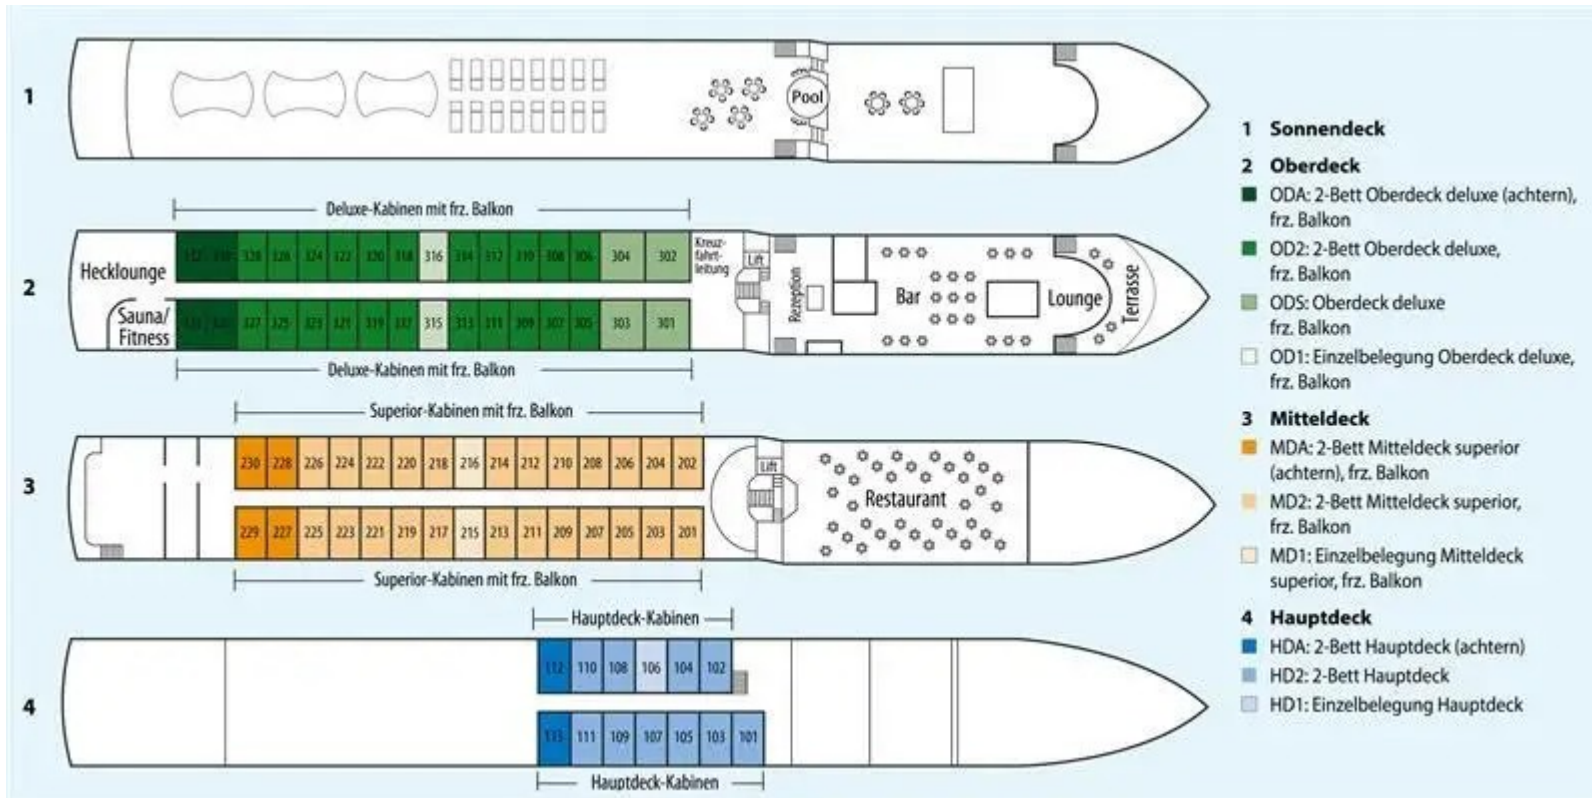 1
Pool
Deluxe-Kabinen mit frz. Balkon
2
Hecklounge
Sauna/
Fitness
328 326 324 322 320 318 316 314 312 310 308 306 304 302
327 325 323 321 319 315 313 311 309 307 305 303 301
Kreuz-
fahrt-
leitung
Lift
Rezeption
Bar
Lounge
Terrasse
Deluxe-Kabinen mit frz. Balkon
Superior-Kabinen mit frz. Balkon
3
230 228 226 224 222 220 218 216 214 212 210 208 206 204 202
229 227 225 223 221 219 217 215 213 211 209 207 205 203 201
Lift
Restaurant
Superior-Kabinen mit frz. Balkon
Hauptdeck-Kabinen
4
112 110 108 106 104 102
113 111 109 107 105 103 101
Hauptdeck-Kabinen
1 Sonnendeck
2 Oberdeck
ODA: 2-Bett Oberdeck deluxe (achtern),
frz. Balkon
OD2: 2-Bett Oberdeck deluxe,
frz. Balkon
ODS: Oberdeck deluxe
frz. Balkon
OD1: Einzelbelegung Oberdeck deluxe,
frz. Balkon
3 Mitteldeck
MDA: 2-Bett Mitteldeck superior
(achtern), frz. Balkon
MD2: 2-Bett Mitteldeck superior,
frz. Balkon
MD1: Einzelbelegung Mitteldeck
superior, frz. Balkon
4 Hauptdeck
HDA: 2-Bett Hauptdeck (achtern)
HD2: 2-Bett Hauptdeck
HD1: Einzelbelegung Hauptdeck